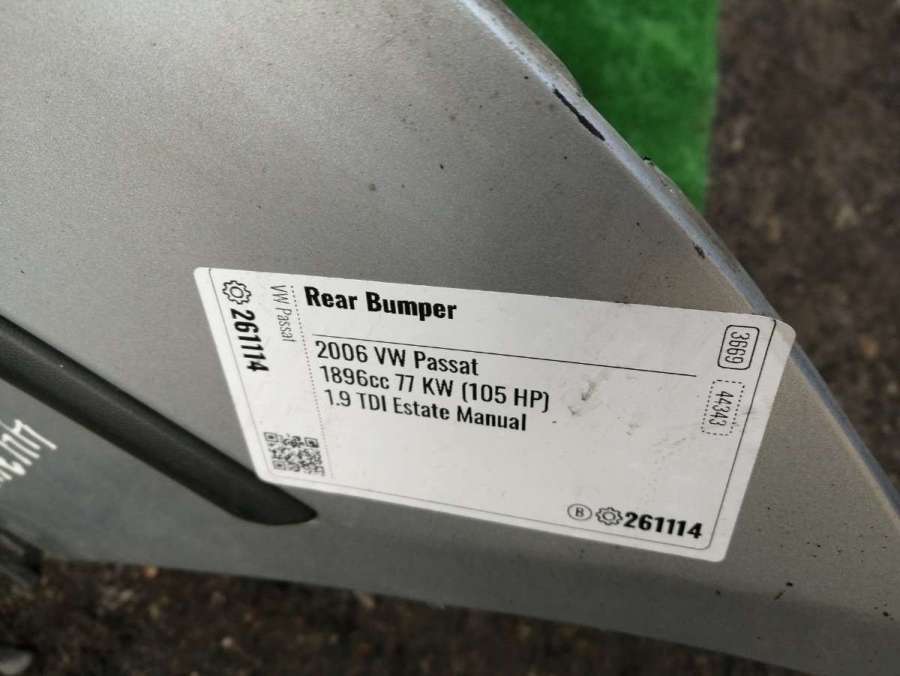 Rear Bumper
2006 VW Passat
1896cc 77 KW (105 HP)
1.9 TDI Estate Manual
261114
VW Passat
3669
44343
B 261114